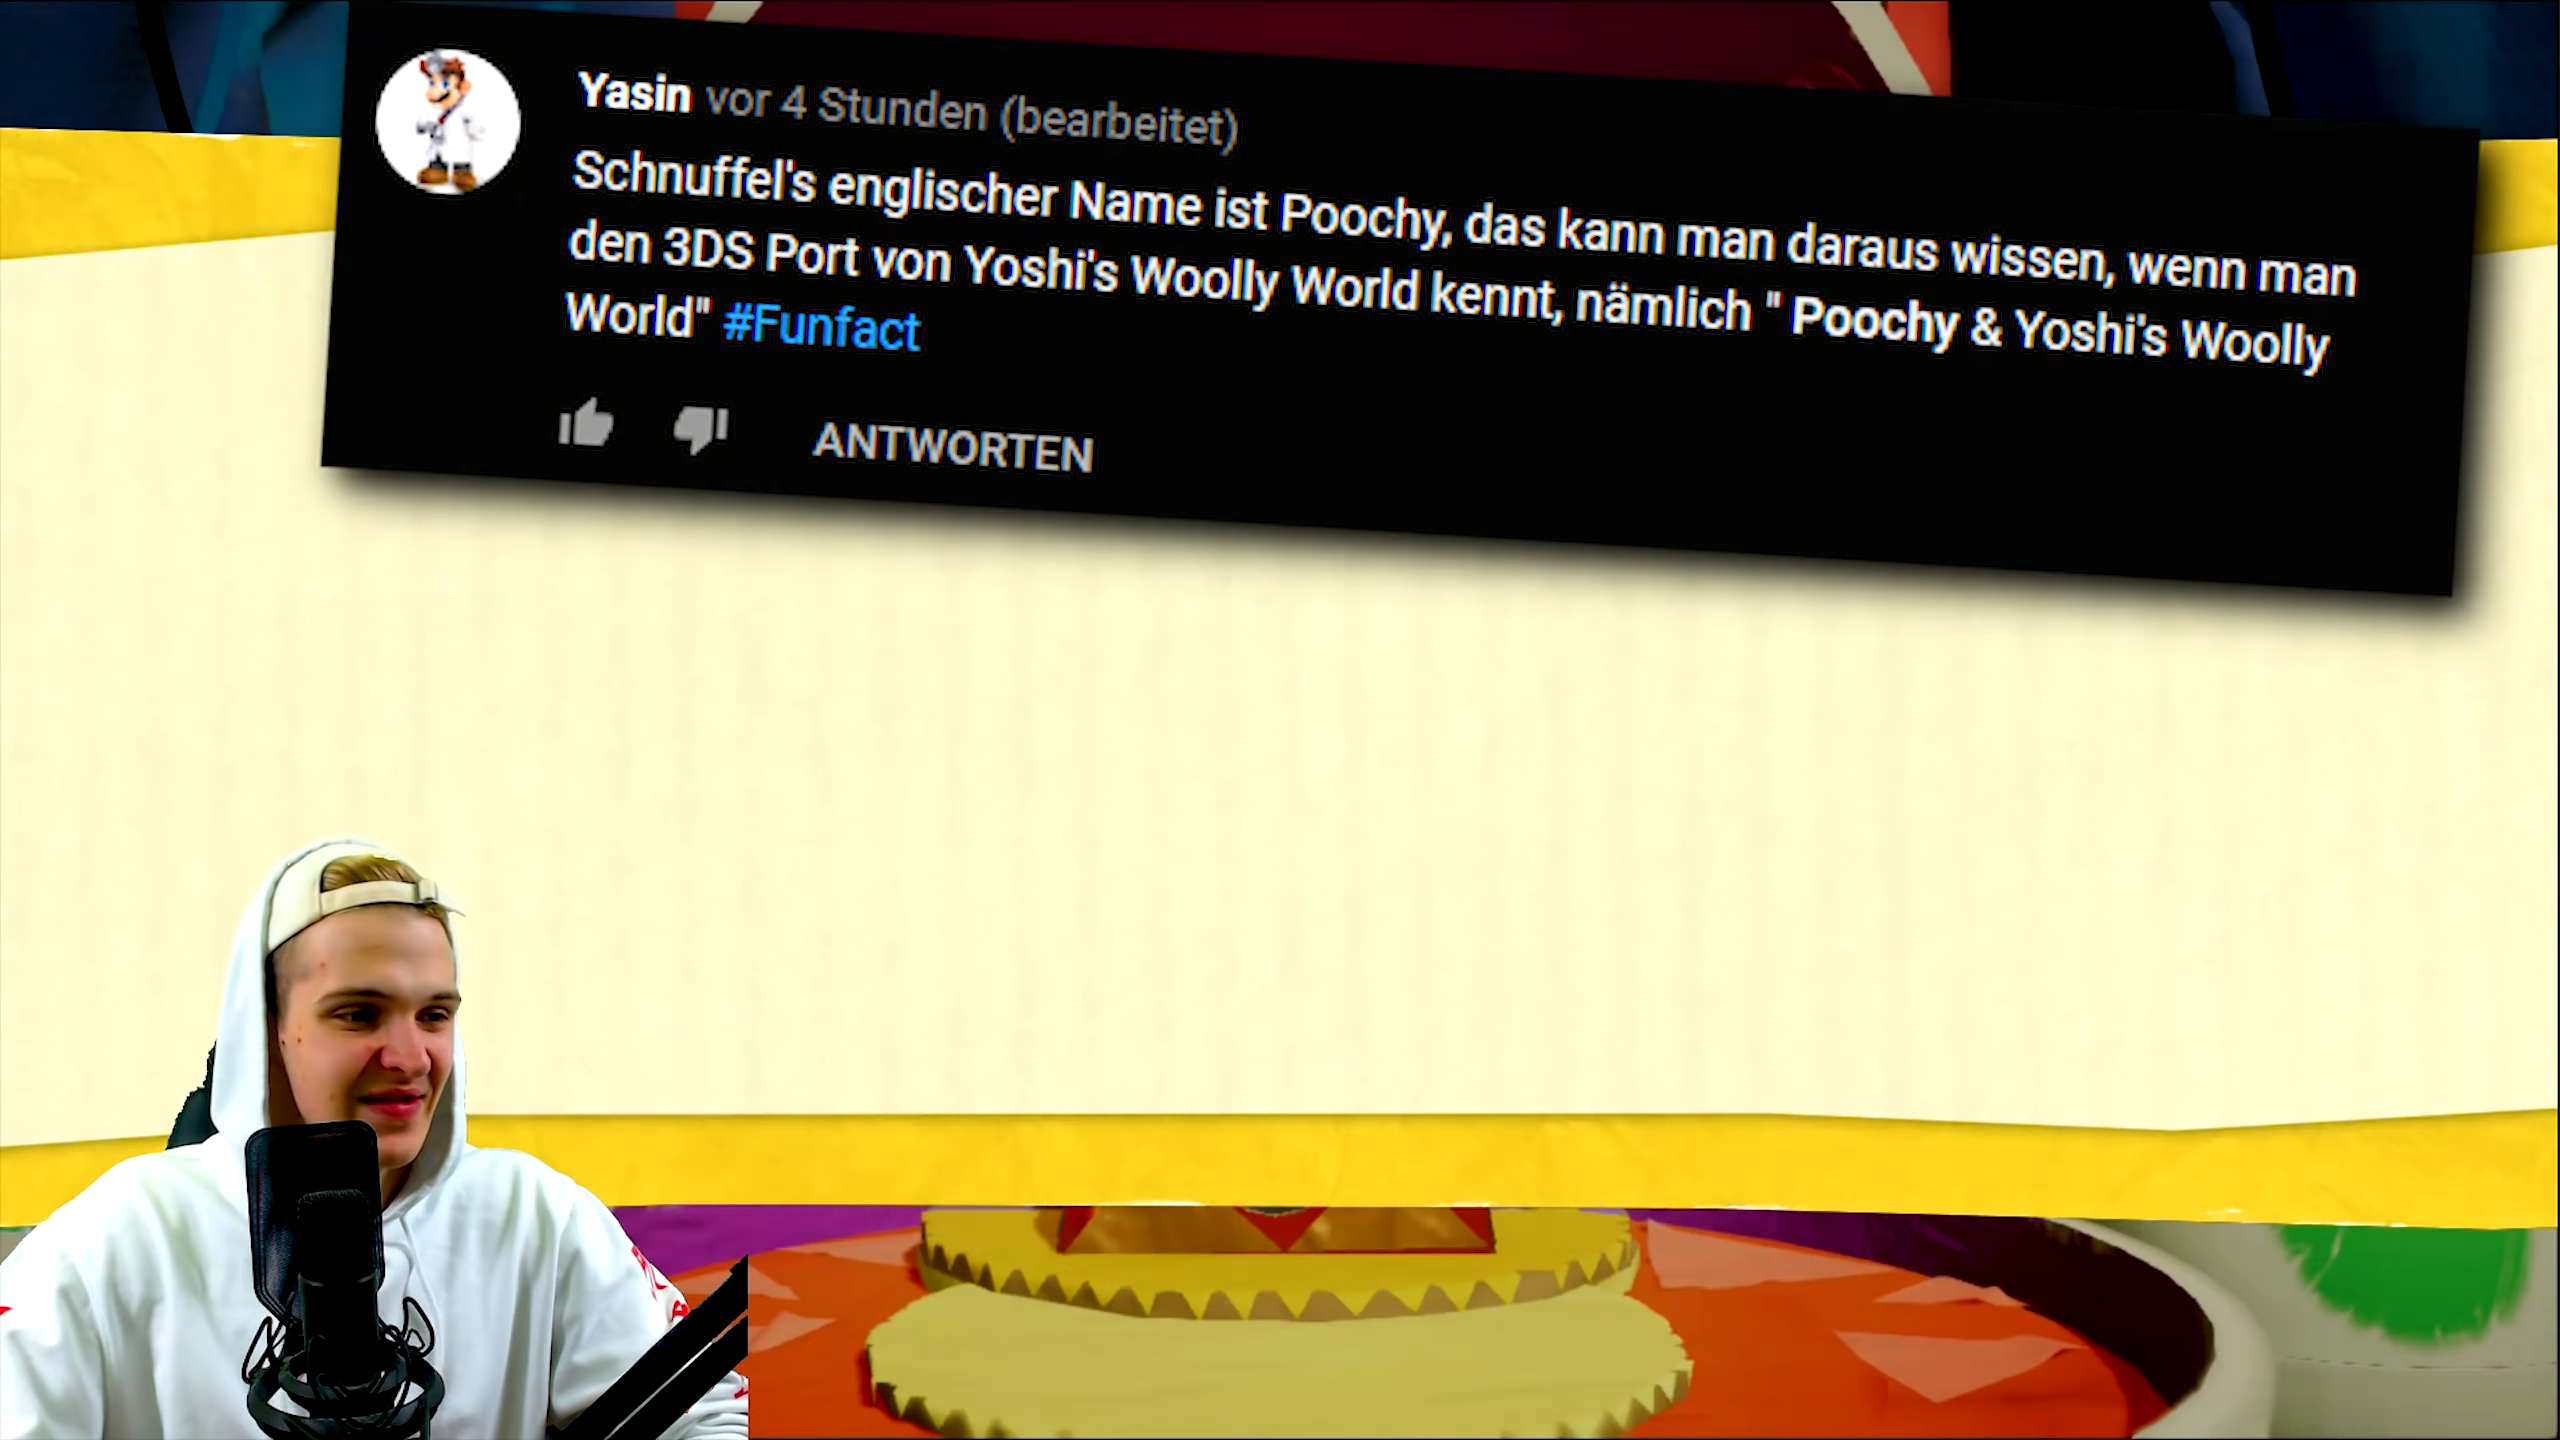 Yasin vor 4 Stunden (bearbeitet)
Schnuffel's englischer Name ist Poochy, das kann man daraus wissen, wenn man
den 3DS Port von Yoshi's Woolly World kennt, nämlich " Poochy & Yoshi's Woolly
World" #Funfact
ANTWORTEN